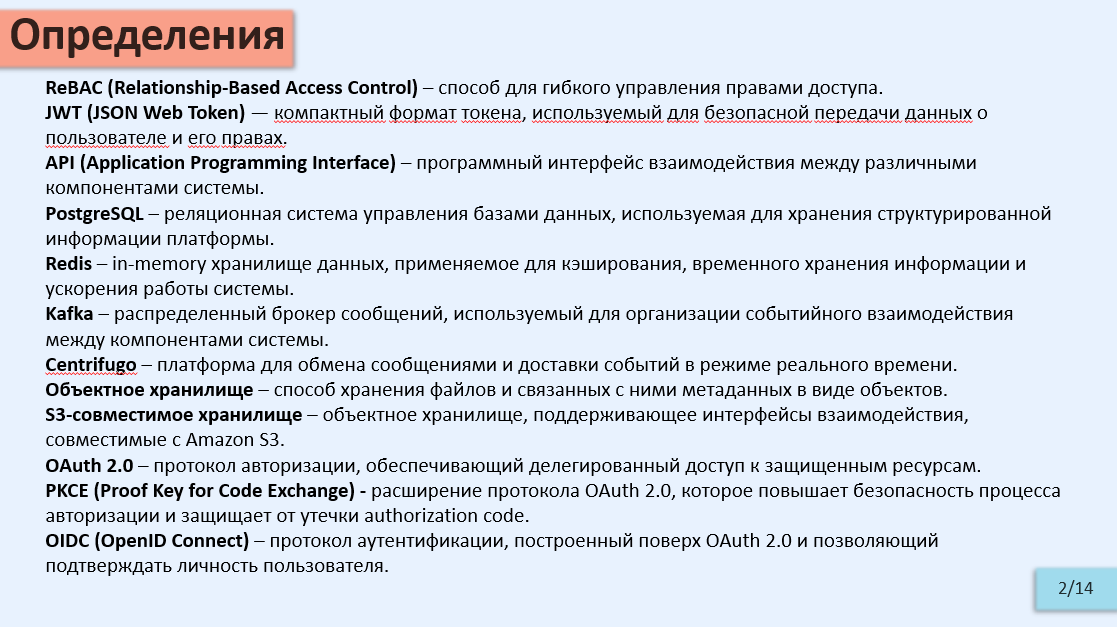 Определения
ReBAC (Relationship-Based Access Control) – способ для гибкого управления правами доступа.
JWT (JSON Web Token) — компактный формат токена, используемый для безопасной передачи данных о
пользователе и его правах.
API (Application Programming Interface) – программный интерфейс взаимодействия между различными
компонентами системы.
PostgreSQL – реляционная система управления базами данных, используемая для хранения структурированной
информации платформы.
Redis – in-memory хранилище данных, применяемое для кэширования, временного хранения информации и
ускорения работы системы.
Kafka – распределенный брокер сообщений, используемый для организации событийного взаимодействия
между компонентами системы.
Centrifugo – платформа для обмена сообщениями и доставки событий в режиме реального времени.
Объектное хранилище – способ хранения файлов и связанных с ними метаданных в виде объектов.
S3-совместимое хранилище – объектное хранилище, поддерживающее интерфейсы взаимодействия,
совместимые с Amazon S3.
OAuth 2.0 – протокол авторизации, обеспечивающий делегированный доступ к защищенным ресурсам.
PKCE (Proof Key for Code Exchange) - расширение протокола OAuth 2.0, которое повышает безопасность процесса
авторизации и защищает от утечки authorization code.
OIDC (OpenID Connect) – протокол аутентификации, построенный поверх OAuth 2.0 и позволяющий
подтверждать личность пользователя.
2/14